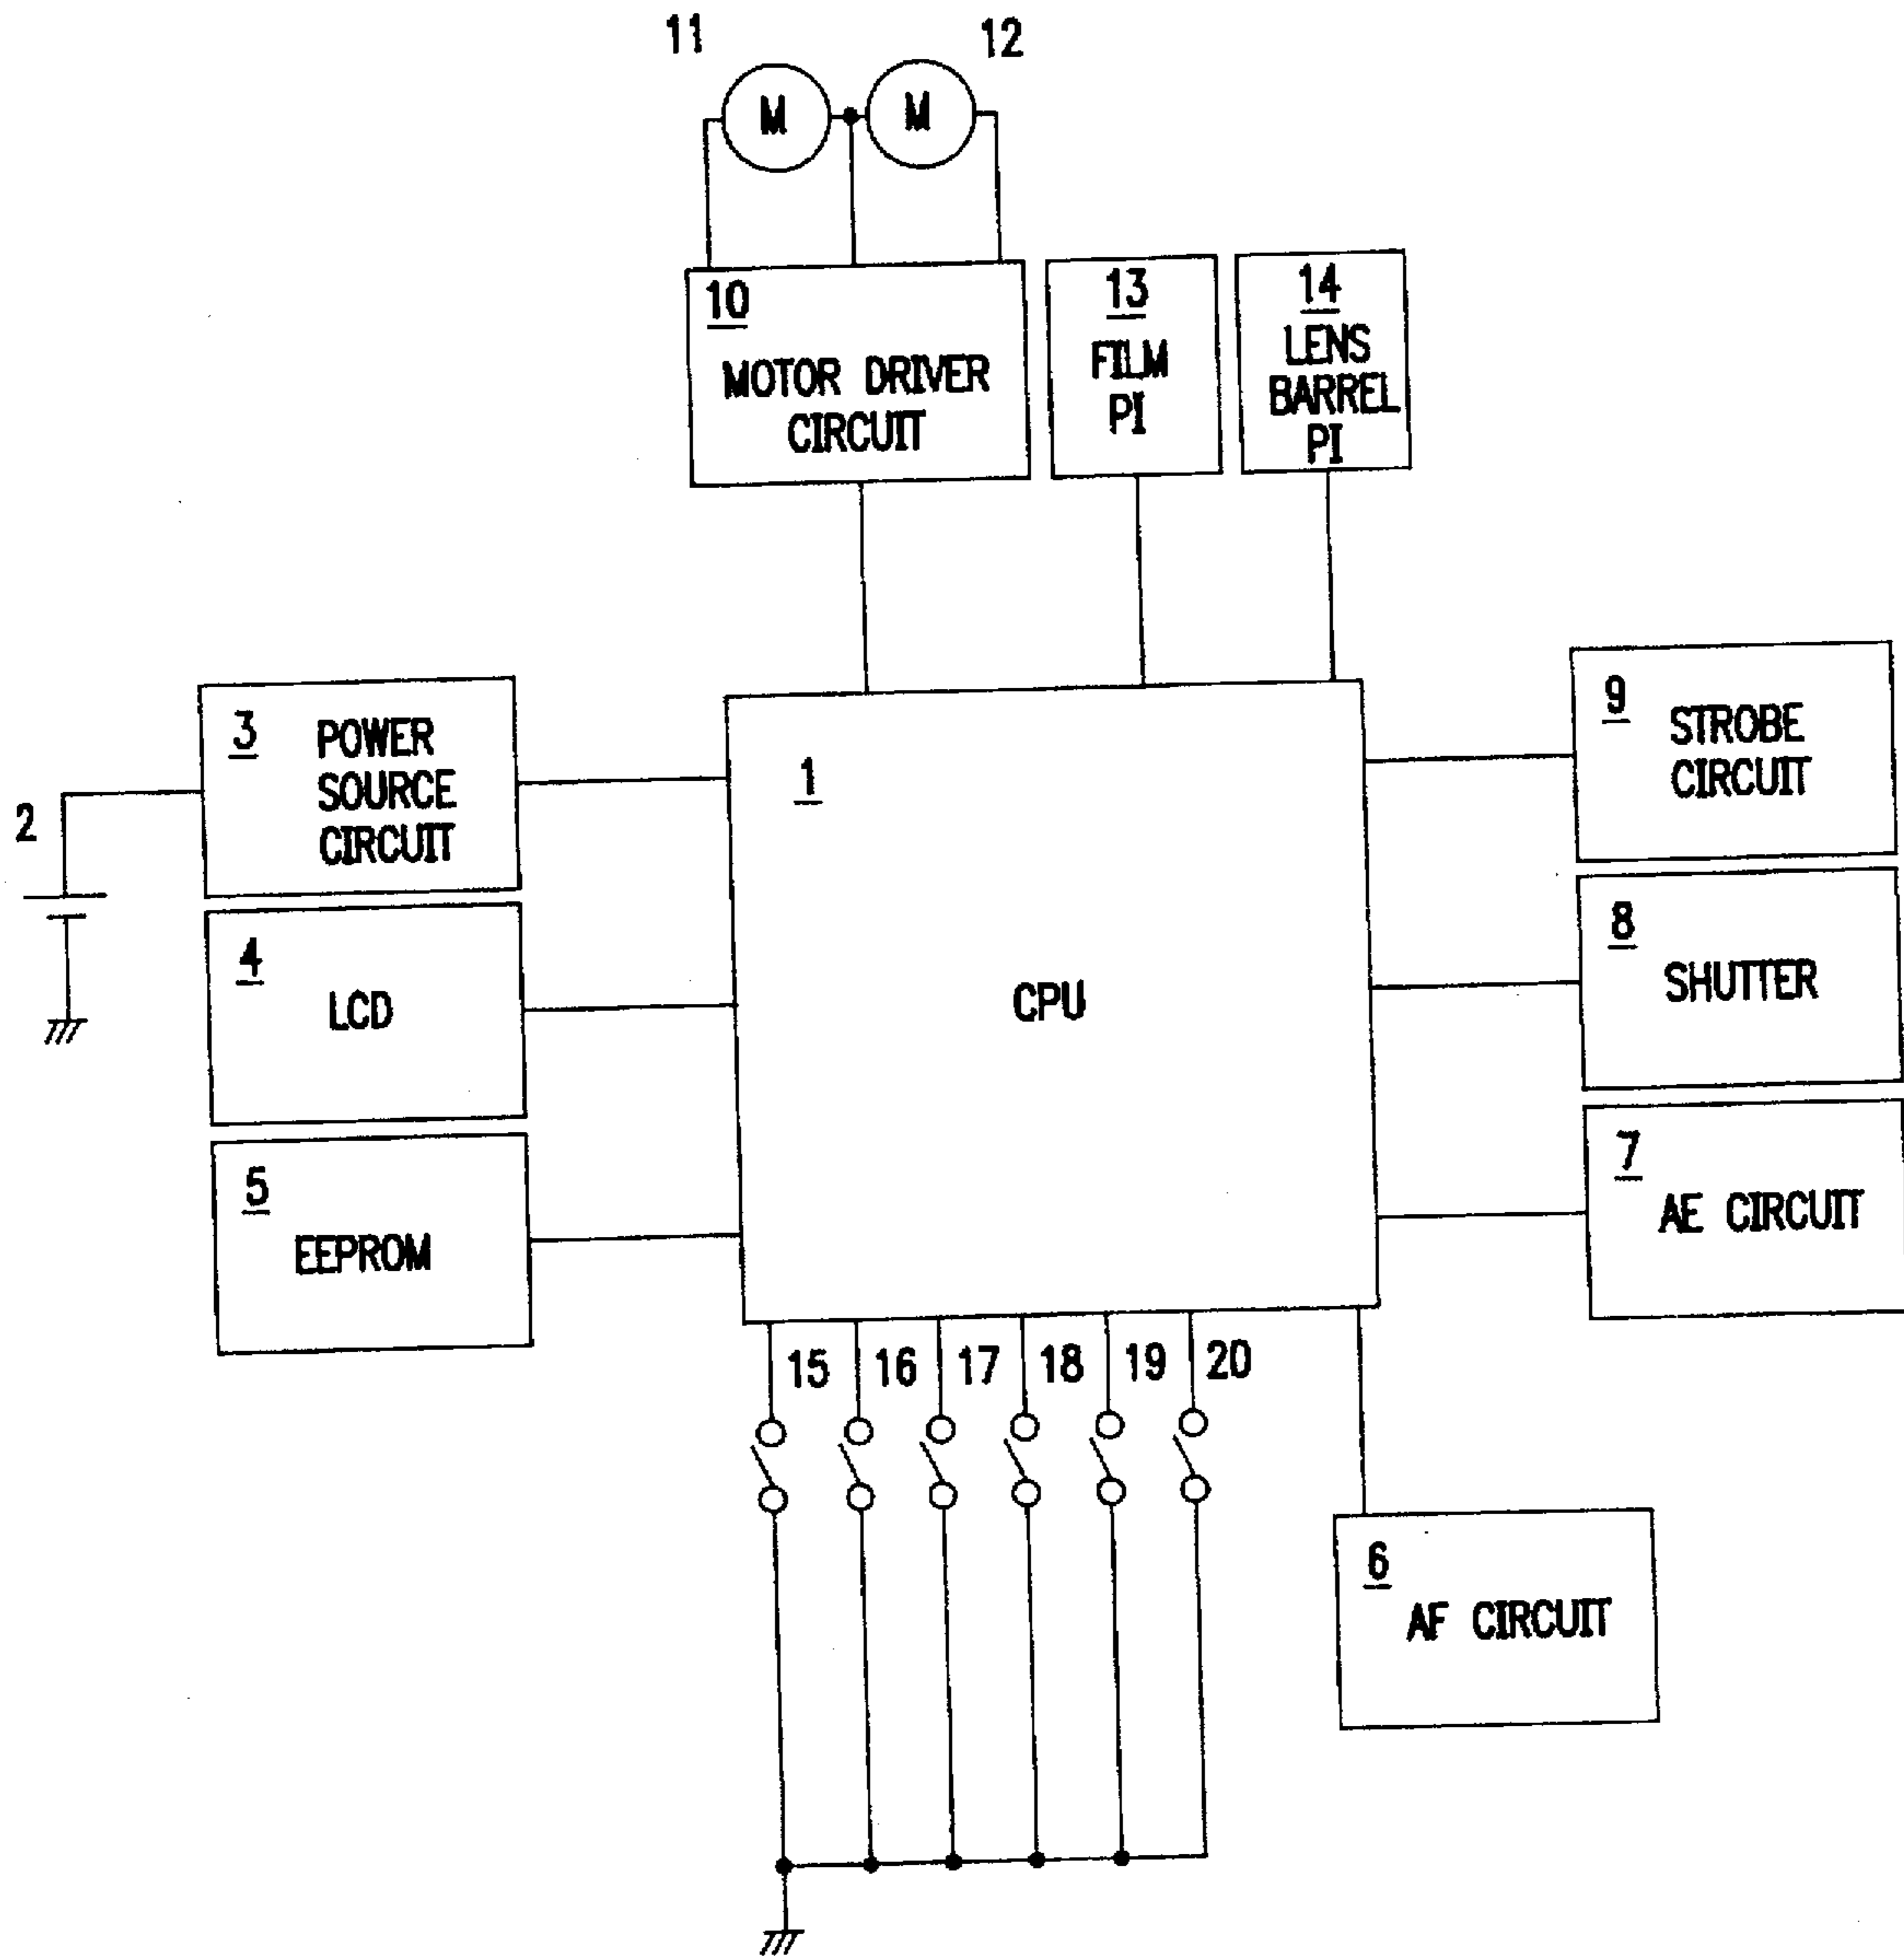 11
12
M
M
10
MOTOR DRIVER
CIRCUIT
13
FILM
PI
14
LENS
BARREL
PI
2
3
POWER
SOURCE
CIRCUIT
4
LCD
5
EEPROM
1
CPU
9
STROBE
CIRCUIT
8
SHUTTER
7
AE CIRCUIT
15
16
17
18
19
20
6
AF CIRCUIT